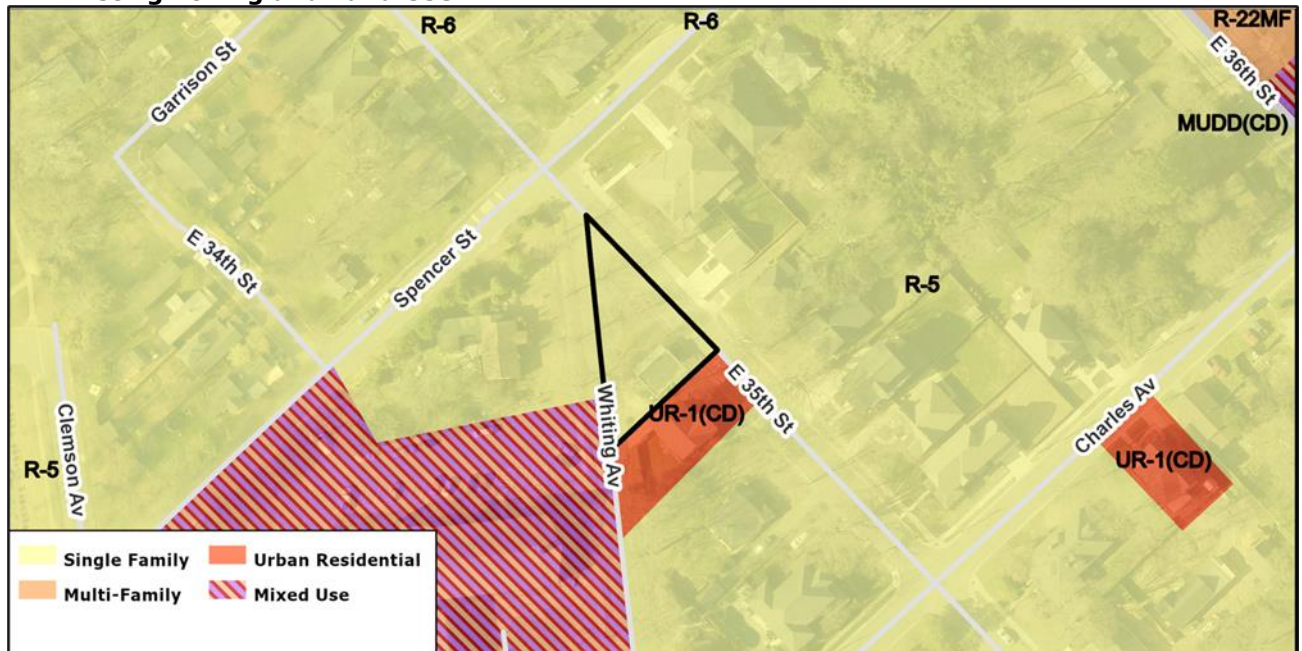 R-6
R-6
R-22MF
E 36th St
MUDD(CD)
Garrison St
E 34th St
Spencer St
R-5
Whiting Av
UR-1(CD)
E 35th St
Charles Av
UR-1(CD)
R-5
Clemson Av
Single Family
Urban Residential
Multi-Family
Mixed Use